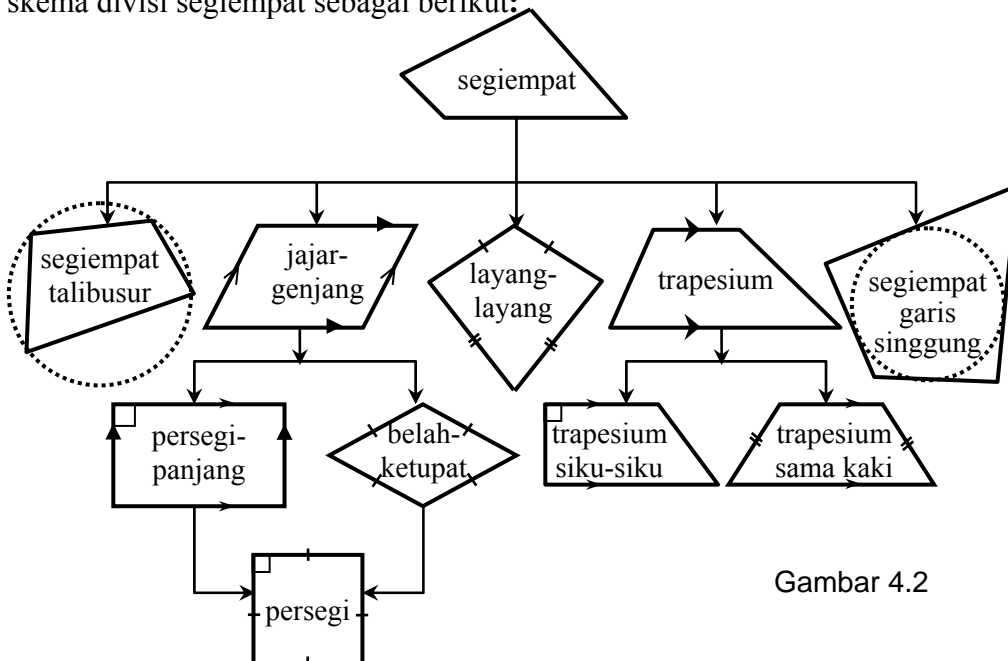 skema divisi segiempat sebagai berikut:
segiempat
segiempat
talibusur
jajar-
genjang
layang-
layang
trapesium
segiempat
garis
singgung
persegi-
panjang
belah-
ketupat
trapesium
siku-siku
trapesium
sama kaki
persegi
Gambar 4.2